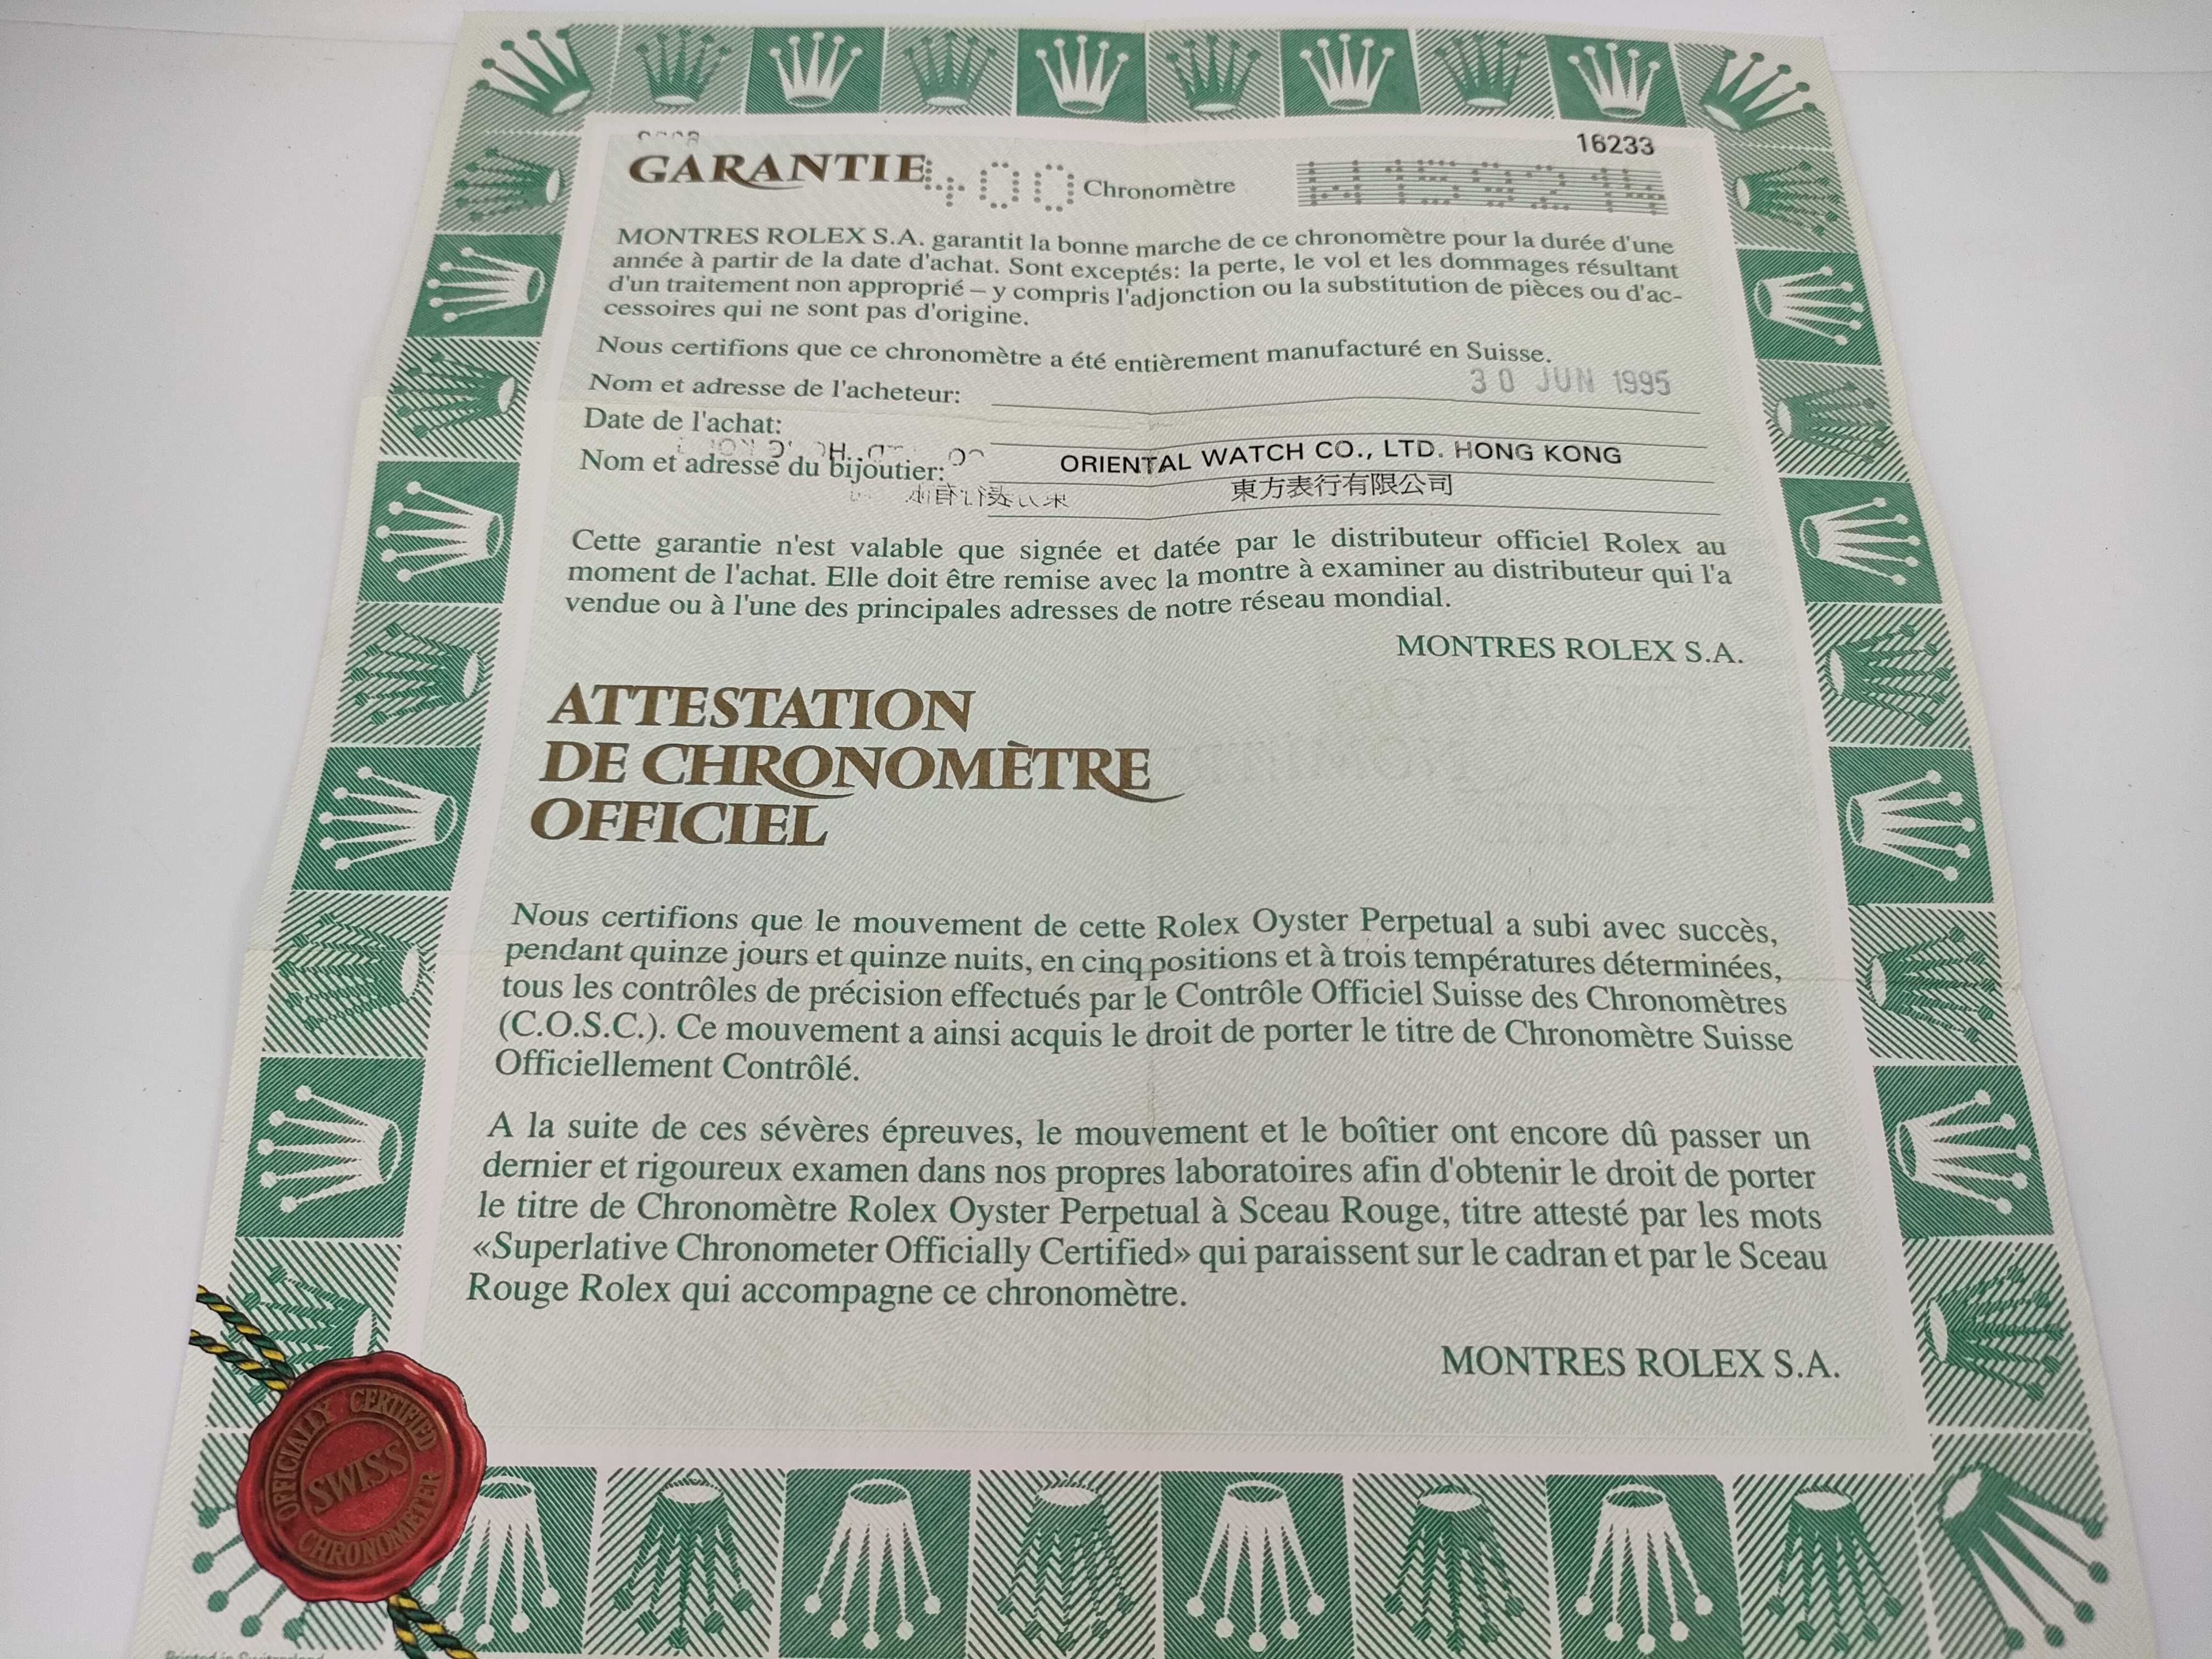 16233
GARANTIE 400 Chronomètre W159214
MONTRES ROLEX S.A. garantit la bonne marche de ce chronomètre pour la durée d'une
année à partir de la date d'achat. Sont exceptés: la perte, le vol et les dommages résultant
d'un traitement non approprié – y compris l'adjonction ou la substitution de pièces ou d'ac-
cessoires qui ne sont pas d'origine.
Nous certifions que ce chronomètre a été entièrement manufacturé en Suisse.
30 JUN 1995
Nom et adresse de l'acheteur:
Date de l'achat:
Nom et adresse du bijoutier: ORIENTAL WATCH CO., LTD. HONG KONG
東方表行有限公司
Cette garantie n'est valable que signée et datée par le distributeur officiel Rolex au
moment de l'achat. Elle doit être remise avec la montre à examiner au distributeur qui l'a
vendue ou à l'une des principales adresses de notre réseau mondial.
MONTRES ROLEX S.A.
ATTESTATION
DE CHRONOMÈTRE
OFFICIEL
Nous certifions que le mouvement de cette Rolex Oyster Perpetual a subi avec succès,
pendant quinze jours et quinze nuits, en cinq positions et à trois températures déterminées,
tous les contrôles de précision effectués par le Contrôle Officiel Suisse des Chronomètres
(C.O.S.C.). Ce mouvement a ainsi acquis le droit de porter le titre de Chronomètre Suisse
Officiellement Contrôlé.
A la suite de ces sévères épreuves, le mouvement et le boîtier ont encore dû passer un
dernier et rigoureux examen dans nos propres laboratoires afin d'obtenir le droit de porter
le titre de Chronomètre Rolex Oyster Perpetual à Sceau Rouge, titre attesté par les mots
«Superlative Chronometer Officially Certified» qui paraissent sur le cadran et par le Sceau
Rouge Rolex qui accompagne ce chronomètre.
MONTRES ROLEX S.A.
OFFICIALLY CERTIFIED
SWISS
CHRONOMETER
Printed in Switzerland